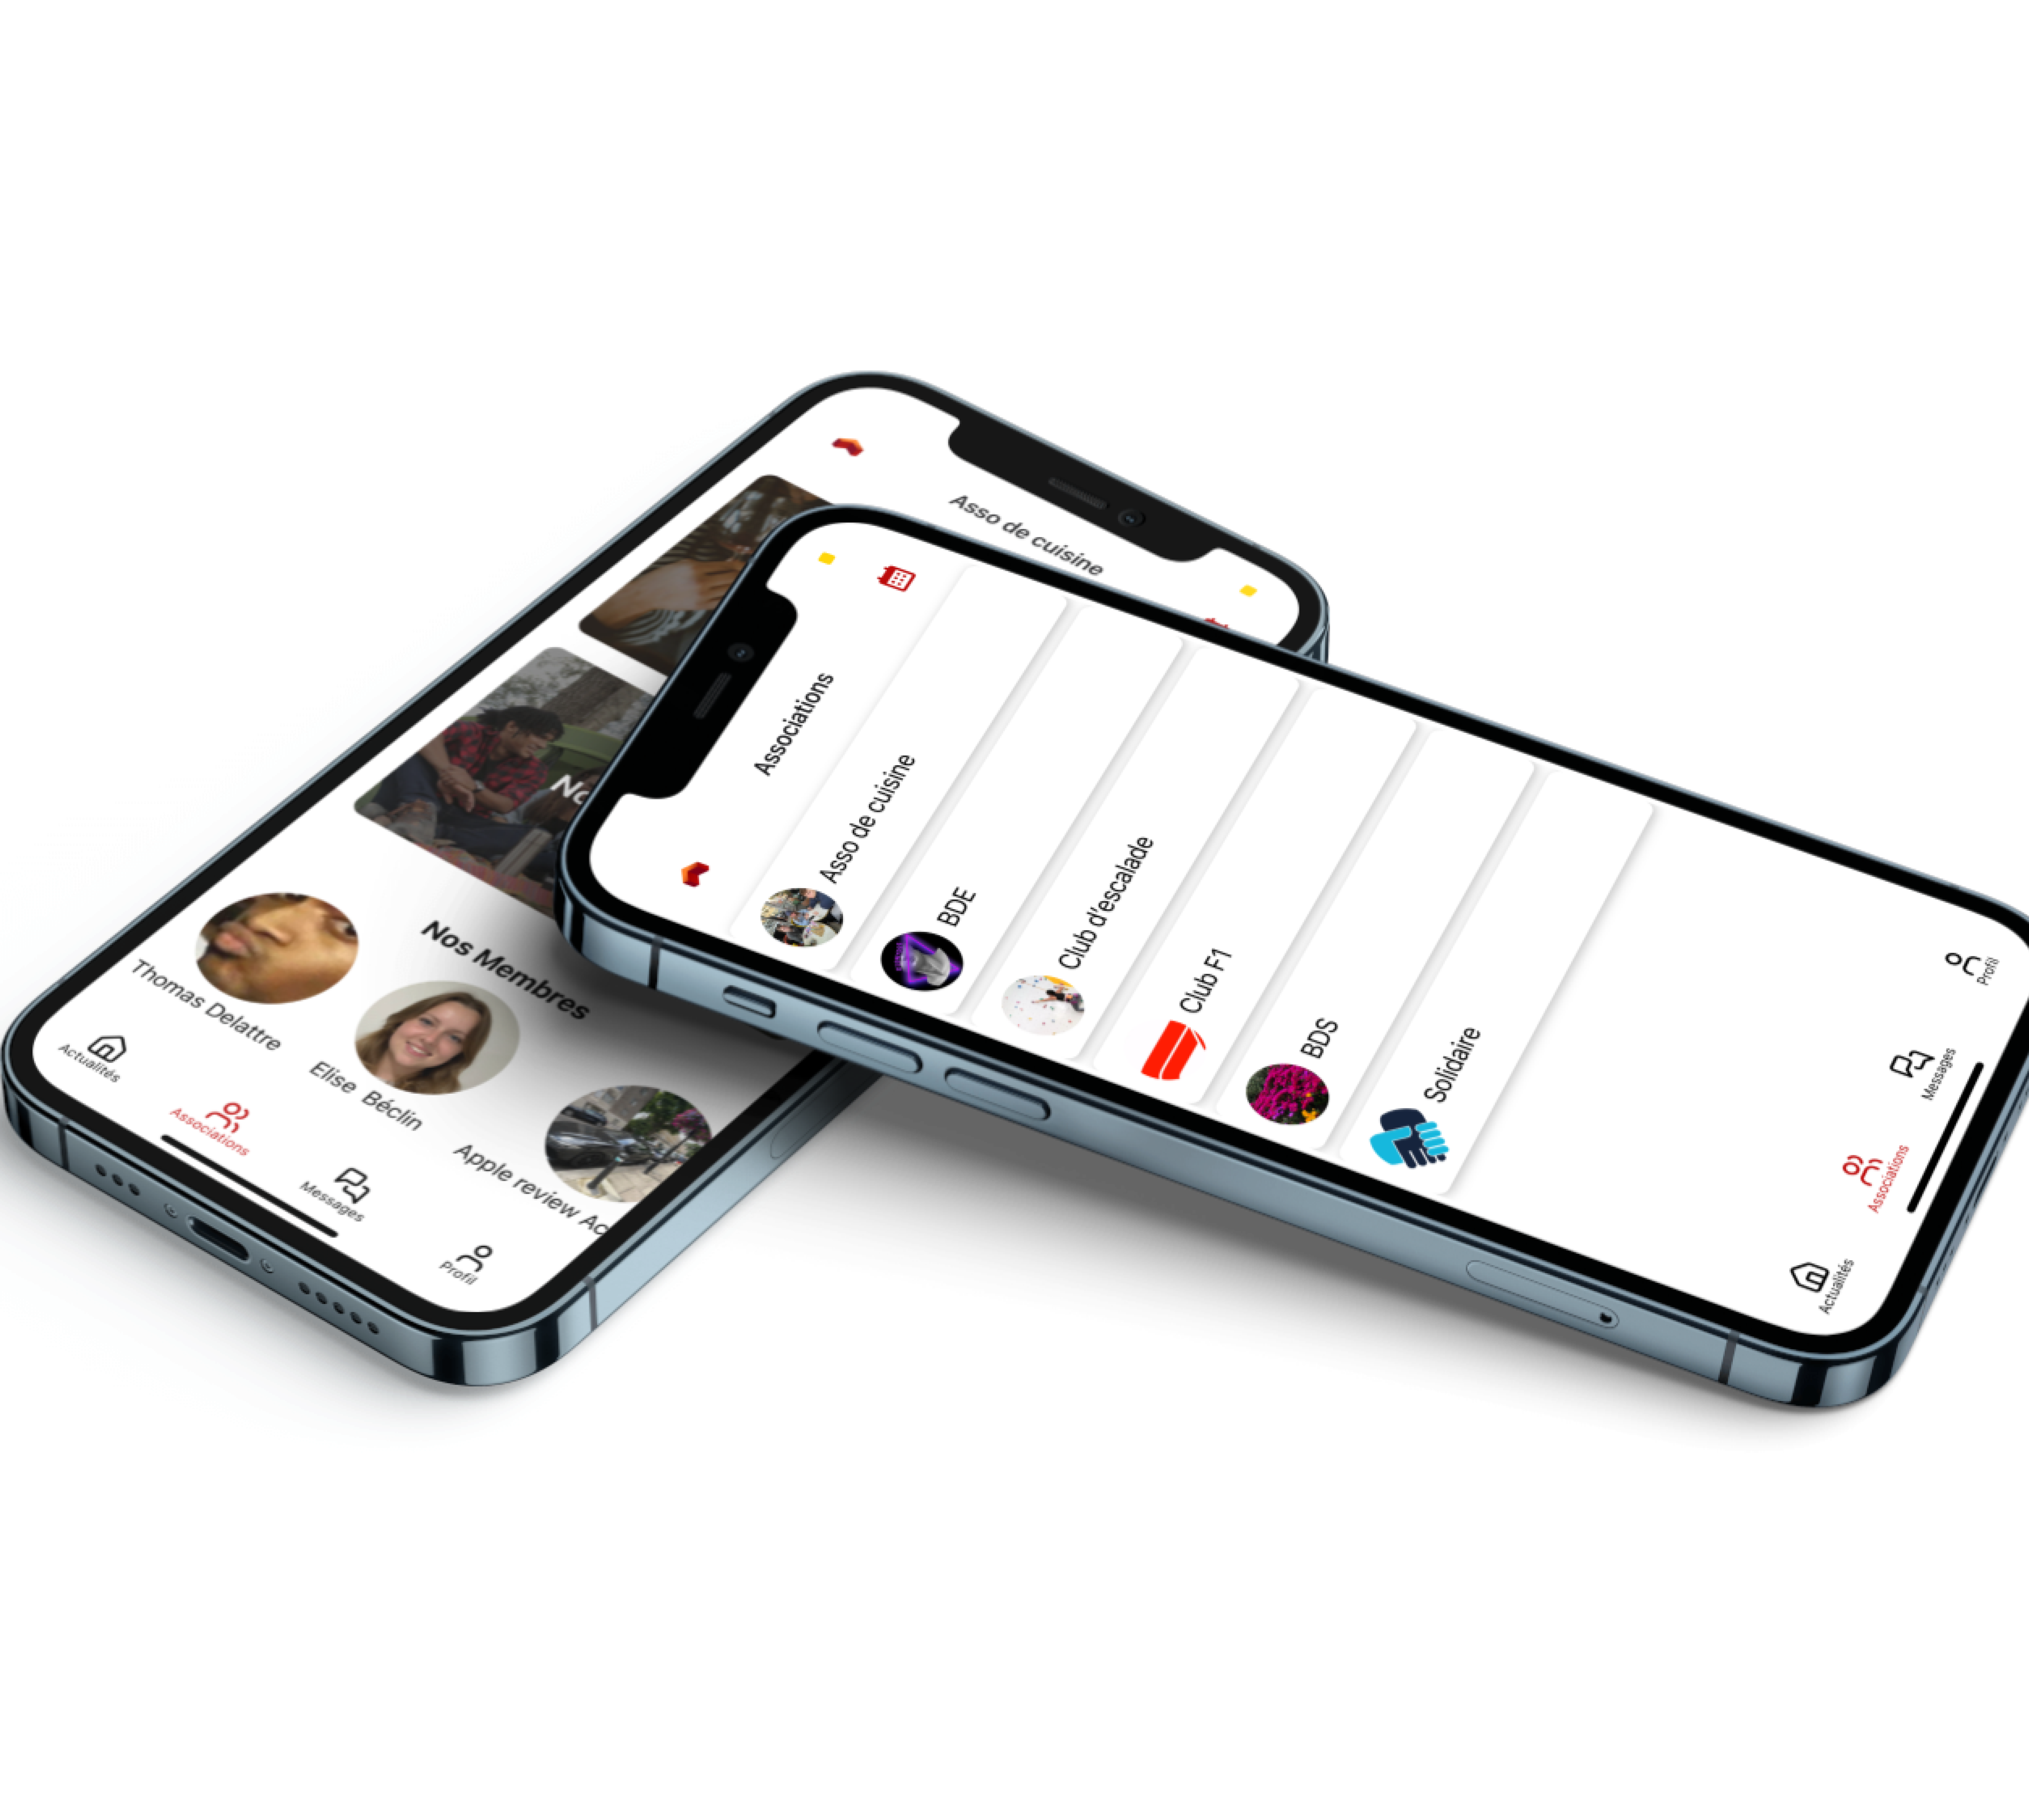 Asso de cuisine
No
Nos Membres
Thomas Delattre
Elise Béclin
Apple review Ac
Actualités
Associations
Messages
Profil
Associations
Asso de cuisine
BDE
Club d'escalade
Club F1
BDS
Solidaire
Actualités
Associations
Messages
Profil